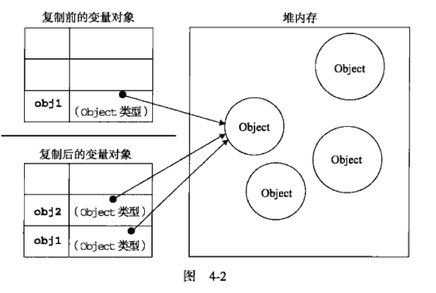 复制前的变量对象
堆内存
obj1
(Object 类型)
Object
Object
Object
Object
复制后的变量对象
obj2
(Object 类型)
obj1
(Object 类型)
图 4-2